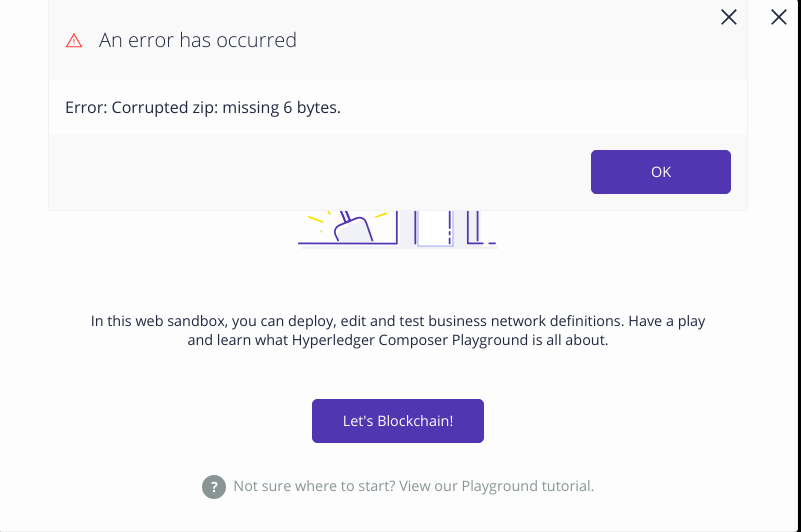 An error has occurred
Error: Corrupted zip: missing 6 bytes.
OK
In this web sandbox, you can deploy, edit and test business network definitions. Have a play
and learn what Hyperledger Composer Playground is all about.
Let's Blockchain!
? Not sure where to start? View our Playground tutorial.